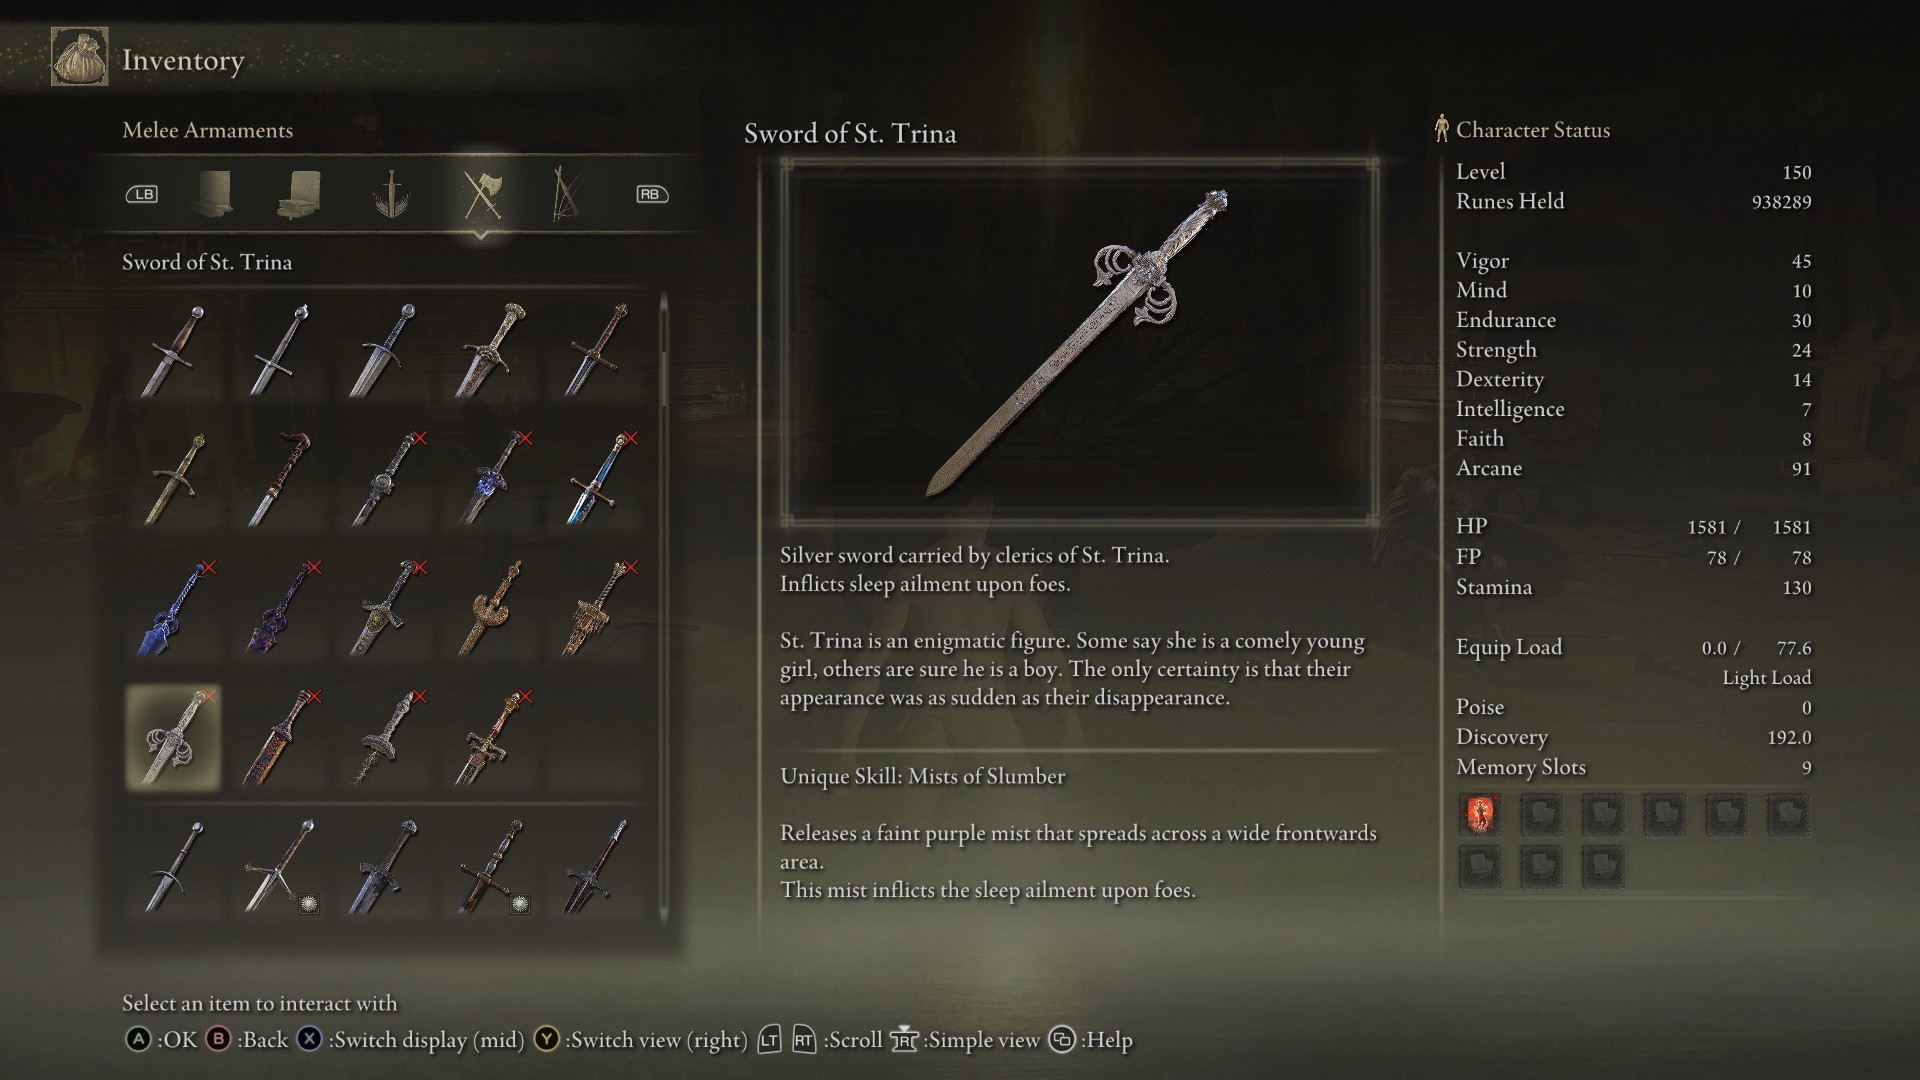 Inventory
Melee Armaments
LB
RB
Sword of St. Trina
Sword of St. Trina
Silver sword carried by clerics of St. Trina.
Inflicts sleep ailment upon foes.
St. Trina is an enigmatic figure. Some say she is a comely young
girl, others are sure he is a boy. The only certainty is that their
appearance was as sudden as their disappearance.
Unique Skill: Mists of Slumber
Releases a faint purple mist that spreads across a wide frontwards
area.
This mist inflicts the sleep ailment upon foes.
Character Status
Level 150
Runes Held 938289
Vigor 45
Mind 10
Endurance 30
Strength 24
Dexterity 14
Intelligence 7
Faith 8
Arcane 91
HP 1581 / 1581
FP 78 / 78
Stamina 130
Equip Load 0.0 / 77.6
Light Load
Poise 0
Discovery 192.0
Memory Slots 9
Select an item to interact with
A :OK B :Back X :Switch display (mid) Y :Switch view (right) LT RT :Scroll R :Simple view :Help